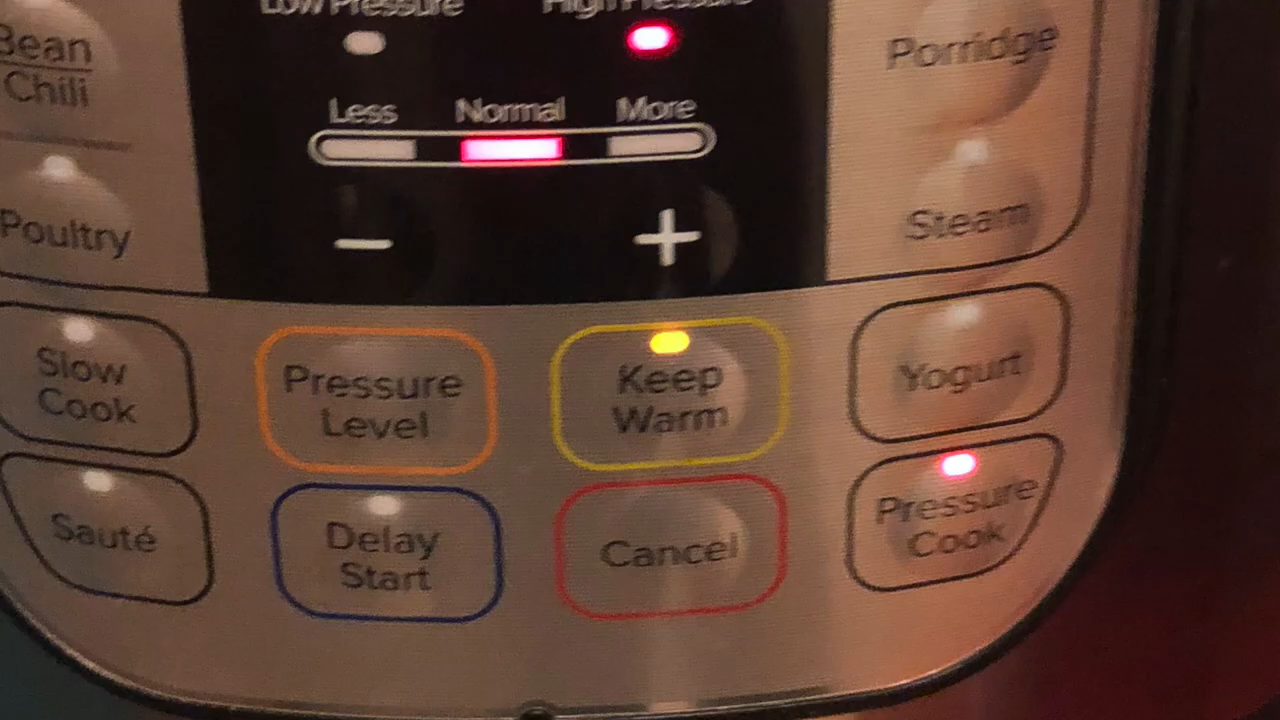 Low Pressure High Pressure
Bean
Chili
Porridge
Less Normal More
Poultry
− +
Steam
Slow
Cook
Pressure
Level
Keep
Warm
Yogurt
Sauté
Delay
Start
Cancel
Pressure
Cook